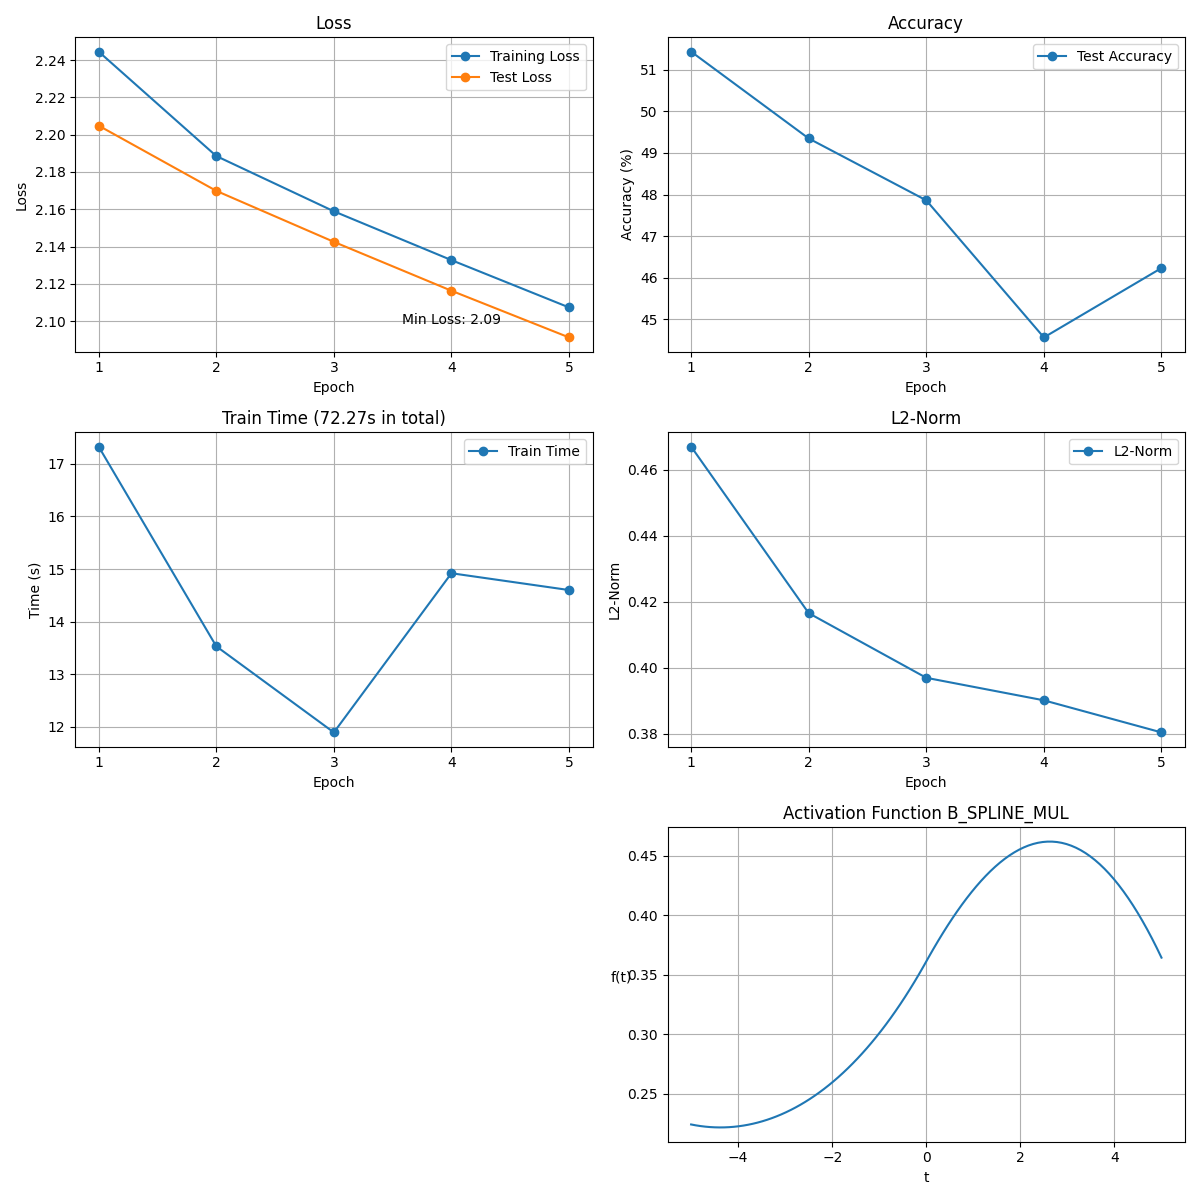 Loss
2.24
2.22
2.20
2.18
2.16
2.14
2.12
2.10
Loss
Training Loss
Test Loss
Min Loss: 2.09
1 2 3 4 5
Epoch
Accuracy
51
50
49
48
47
46
45
Accuracy (%)
Test Accuracy
1 2 3 4 5
Epoch
Train Time (72.27s in total)
17
16
15
14
13
12
Time (s)
Train Time
1 2 3 4 5
Epoch
L2-Norm
0.46
0.44
0.42
0.40
0.38
L2-Norm
L2-Norm
1 2 3 4 5
Epoch
Activation Function B_SPLINE_MUL
0.45
0.40
0.35
0.30
0.25
f(t)
−4 −2 0 2 4
t